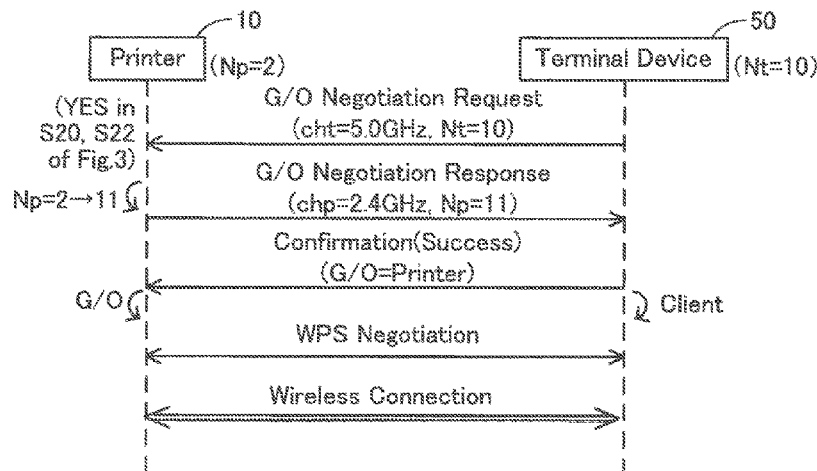 10
50
Printer
Terminal Device
(Np=2)
(Nt=10)
G/O Negotiation Request
(cht=5.0GHz, Nt=10)
(YES in
S20, S22
of Fig.3)
G/O Negotiation Response
(chp=2.4GHz, Np=11)
Np=2→11
Confirmation(Success)
(G/O=Printer)
G/O
Client
WPS Negotiation
Wireless Connection